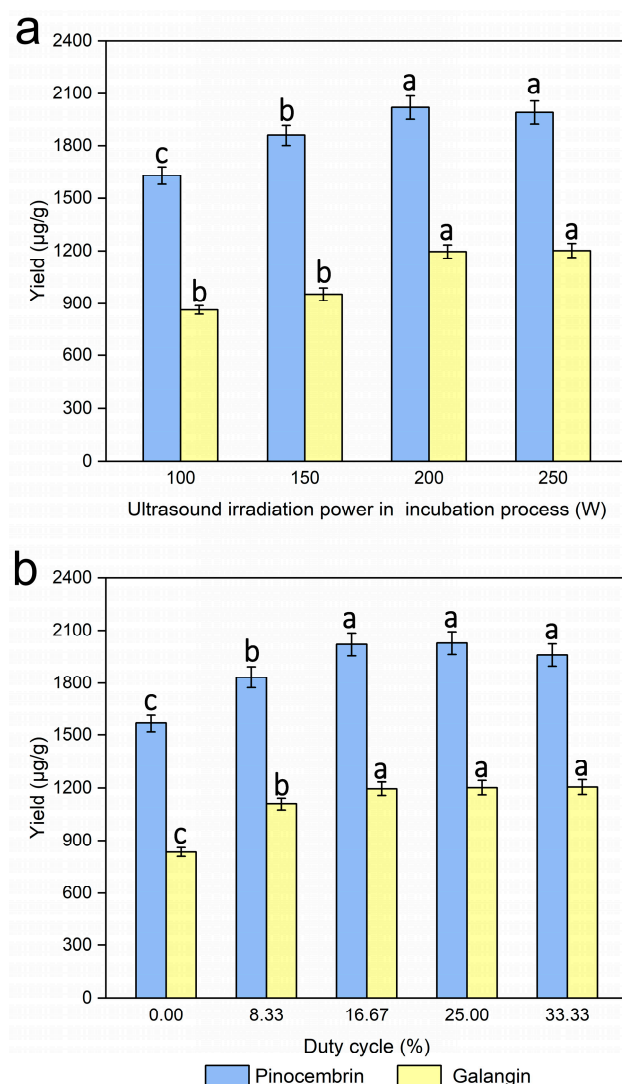 a
2400
2100
1800
1500
1200
900
600
300
0
Yield (μg/g)
c
b
b
b
a
a
a
a
100 150 200 250
Ultrasound irradiation power in incubation process (W)
b
2400
2100
1800
1500
1200
900
600
300
0
Yield (μg/g)
c
c
b
b
a
a
a
a
a
a
0.00 8.33 16.67 25.00 33.33
Duty cycle (%)
Pinocembrin Galangin